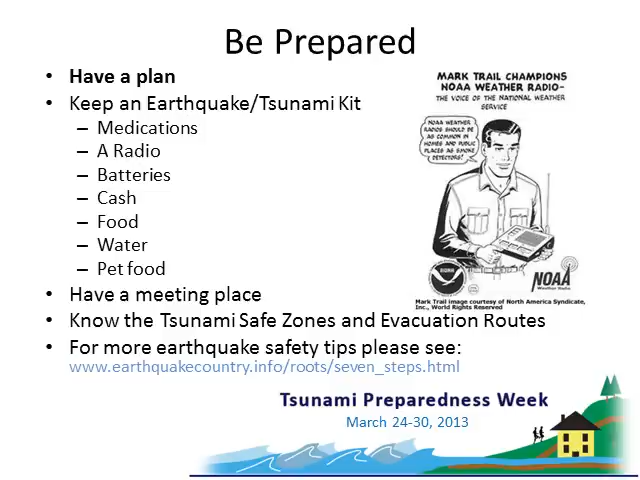 Be Prepared
• Have a plan
• Keep an Earthquake/Tsunami Kit
– Medications
– A Radio
– Batteries
– Cash
– Food
– Water
– Pet food
• Have a meeting place
• Know the Tsunami Safe Zones and Evacuation Routes
• For more earthquake safety tips please see:
www.earthquakecountry.info/roots/seven_steps.html
MARK TRAIL CHAMPIONS
NOAA WEATHER RADIO-
THE VOICE OF THE NATIONAL WEATHER
SERVICE
NOAA WEATHER
RADIOS SHOULD BE
AS COMMON IN
HOMES AND PUBLIC
PLACES AS SMOKE
DETECTORS!
NOAA
NOAA
Weather Radio
Mark Trail Image courtesy of North America Syndicate,
Inc., World Rights Reserved
Tsunami Preparedness Week
March 24-30, 2013